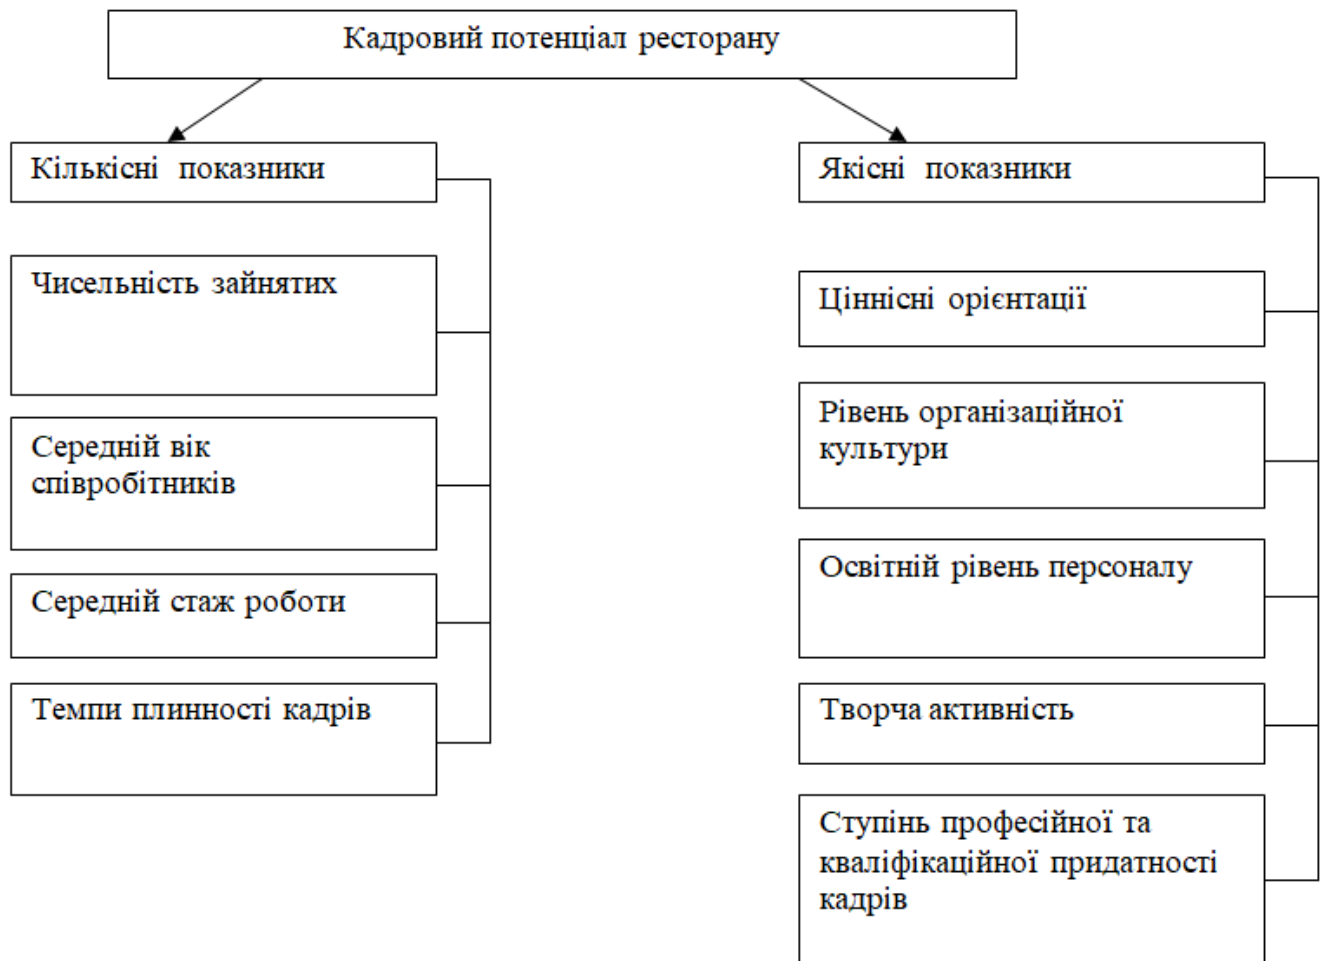 Кадровий потенціал ресторану
Кількісні показники
Чисельність зайнятих
Середній вік
співробітників
Середній стаж роботи
Темпи плинності кадрів
Якісні показники
Ціннісні орієнтації
Рівень організаційної
культури
Освітній рівень персоналу
Творча активність
Ступінь професійної та
кваліфікаційної придатності
кадрів